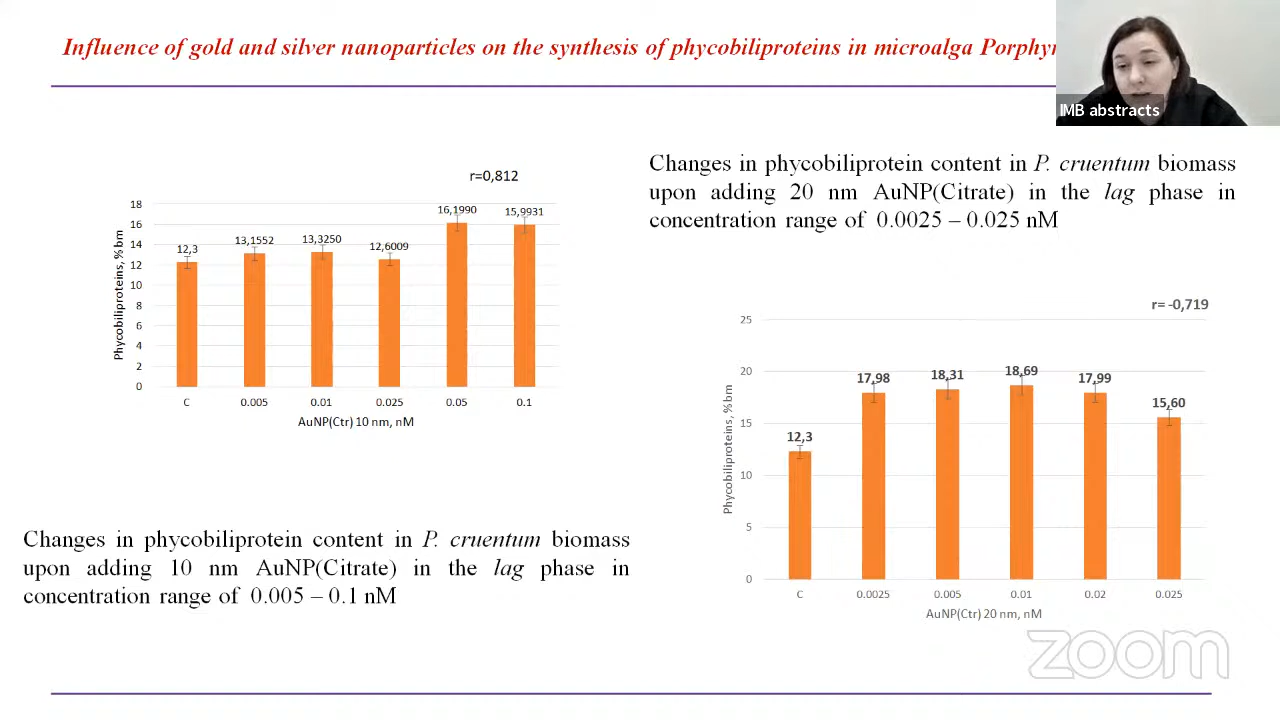 Influence of gold and silver nanoparticles on the synthesis of phycobiliproteins in microalga
IMB abstracts
r=0,812
18
16
14
12
10
8
6
4
2
0
Phycobiliproteins, %bm
12,3
13,1552
13,3250
12,6009
16,1990
15,9931
C
0.005
0.01
0.025
0.05
0.1
AuNP(Ctr) 10 nm, nM
Changes in phycobiliprotein content in P. cruentum biomass
upon adding 10 nm AuNP(Citrate) in the lag phase in
concentration range of 0.005 – 0.1 nM
Changes in phycobiliprotein content in P. cruentum biomass
upon adding 20 nm AuNP(Citrate) in the lag phase in
concentration range of 0.0025 – 0.025 nM
r= -0,719
25
20
15
10
5
0
Phycobiliproteins, %bm
12,3
17,98
18,31
18,69
17,99
15,60
C
0.0025
0.005
0.01
0.02
0.025
AuNP(Ctr) 20 nm, nM
zoom